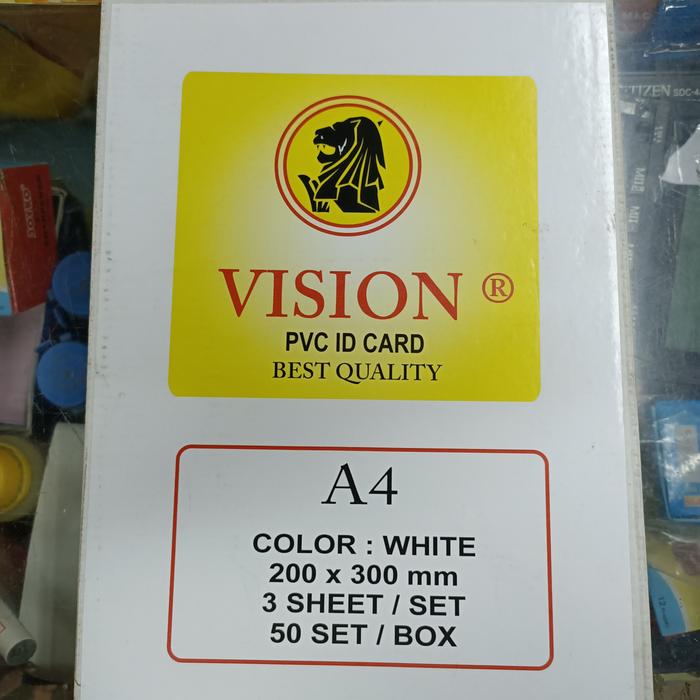 VISION ®
PVC ID CARD
BEST QUALITY
A4
COLOR : WHITE
200 x 300 mm
3 SHEET / SET
50 SET / BOX